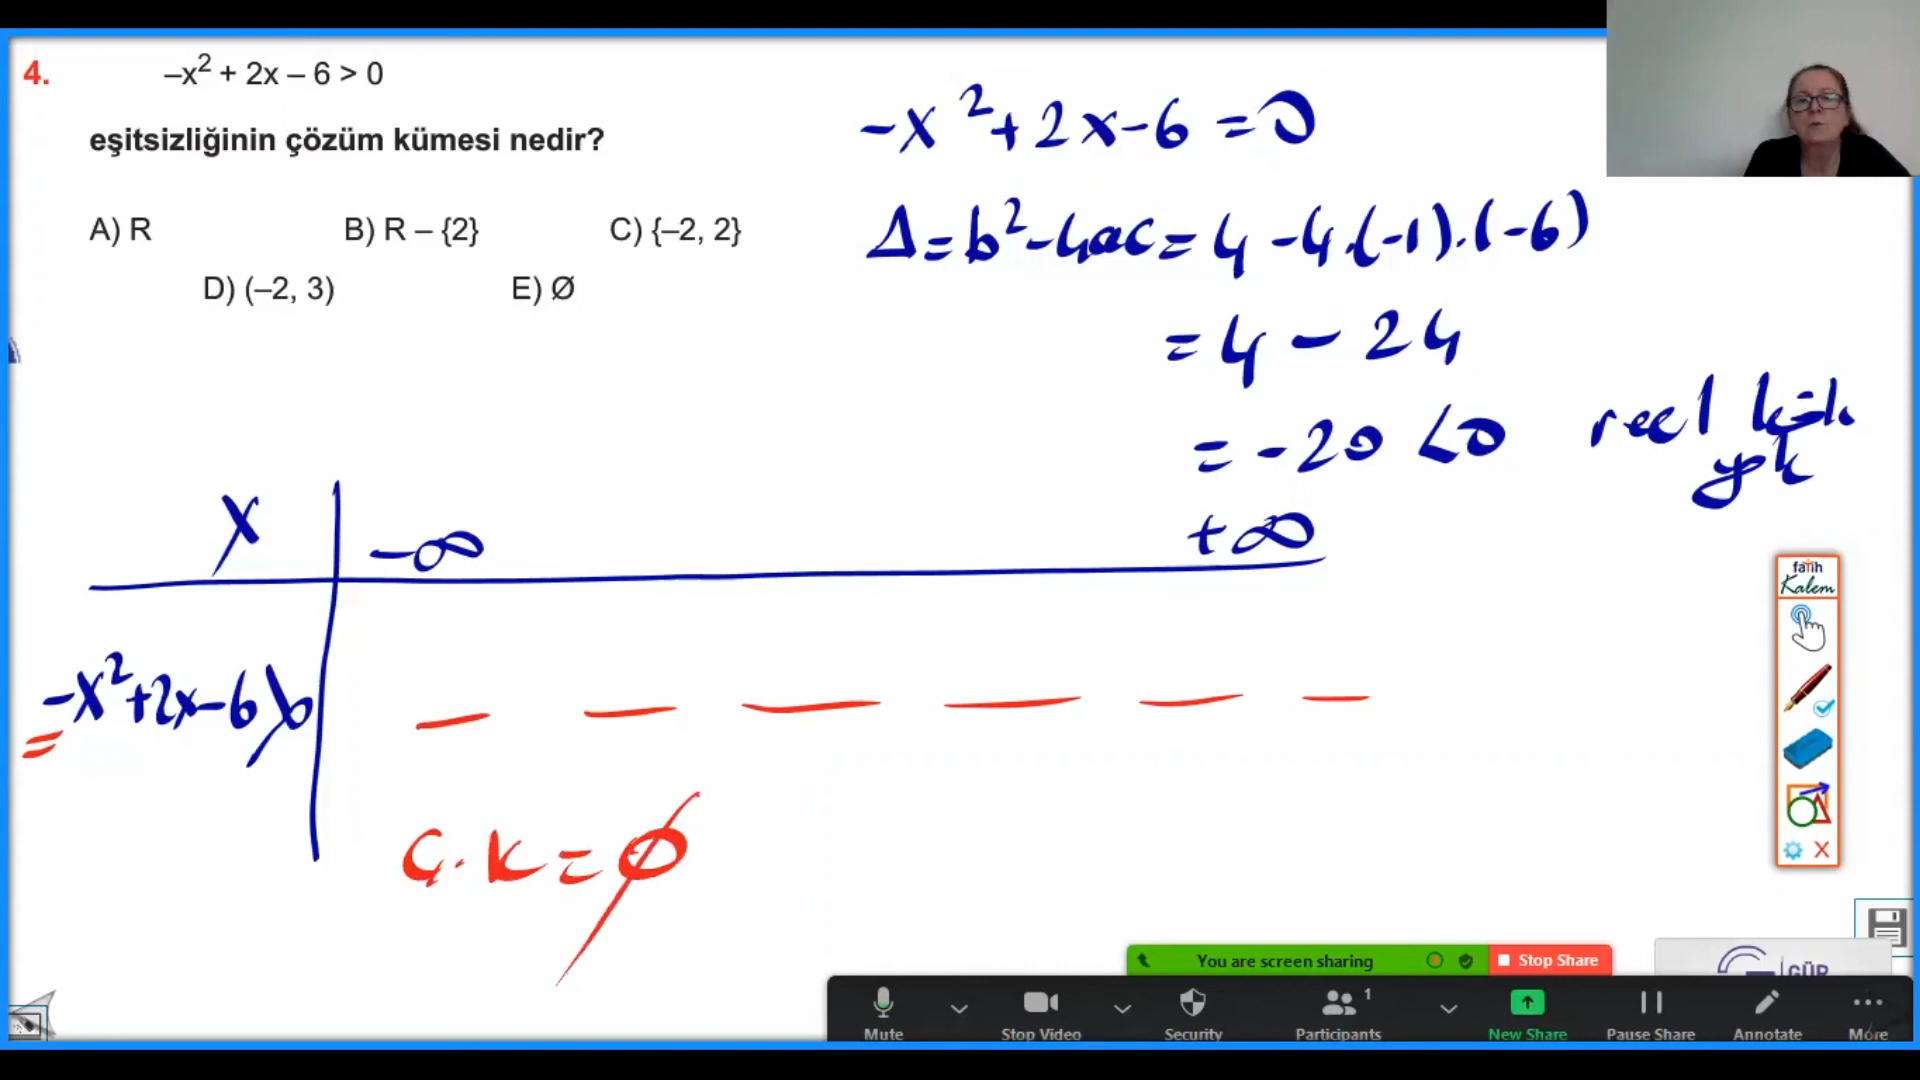 4. –x² + 2x – 6 > 0
eşitsizliğinin çözüm kümesi nedir?
A) R B) R – {2} C) {–2, 2}
D) (–2, 3) E) Ø
-x²+2x-6=0
Δ=b²-4ac=4-4.(-1).(-6)
=4-24
=-20<0 reel kök
yok
x -∞ +∞
-x²+2x-6>0 — — — — — —
Ç.K=Ø
fatih
Kalem
You are screen sharing Stop Share
GÜR
Mute Stop Video Security Participants 1 New Share Pause Share Annotate More